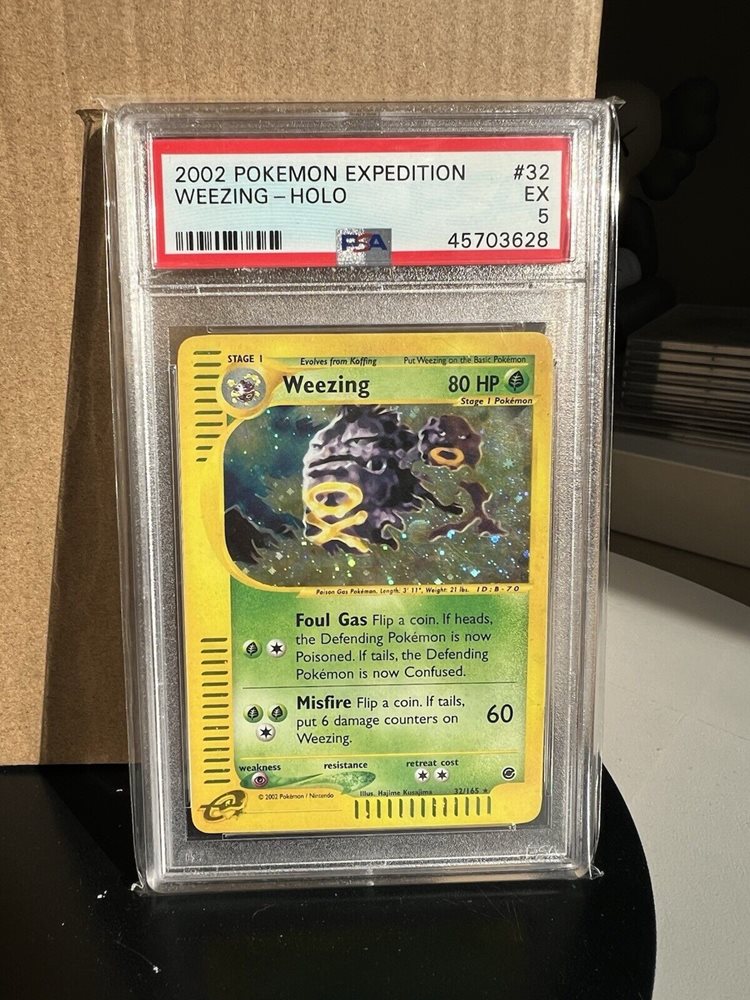 2002 POKEMON EXPEDITION #32
WEEZING – HOLO EX
5
PSA 45703628
STAGE 1 Evolves from Koffing Put Weezing on the Basic Pokémon
Weezing 80 HP
Stage 1 Pokémon
Poison Gas Pokémon. Length: 3' 11", Weight: 21 lbs. ID:B-70
Foul Gas Flip a coin. If heads,
the Defending Pokémon is now
Poisoned. If tails, the Defending
Pokémon is now Confused.
Misfire Flip a coin. If tails,
put 6 damage counters on
Weezing.
60
weakness resistance retreat cost
© 2002 Pokémon / Nintendo Illus. Hajime Kusajima 32/165 ★
e
PSA